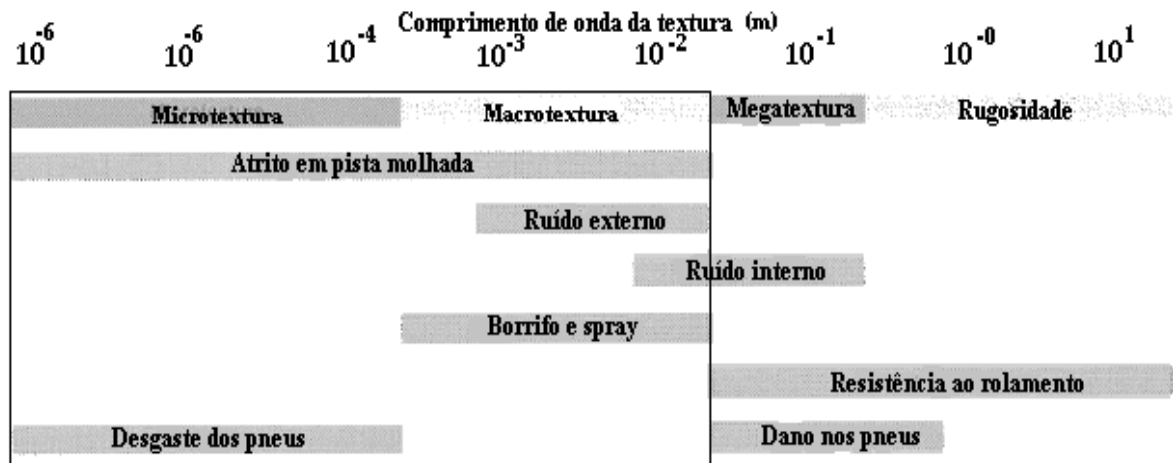 Comprimento de onda da textura (m)
10^-6 10^-6 10^-4 10^-3 10^-2 10^-1 10^-0 10^1
Microtextura Macrotextura Megatextura Rugosidade
Atrito em pista molhada
Ruído externo
Ruído interno
Borrifo e spray
Resistência ao rolamento
Desgaste dos pneus Dano nos pneus